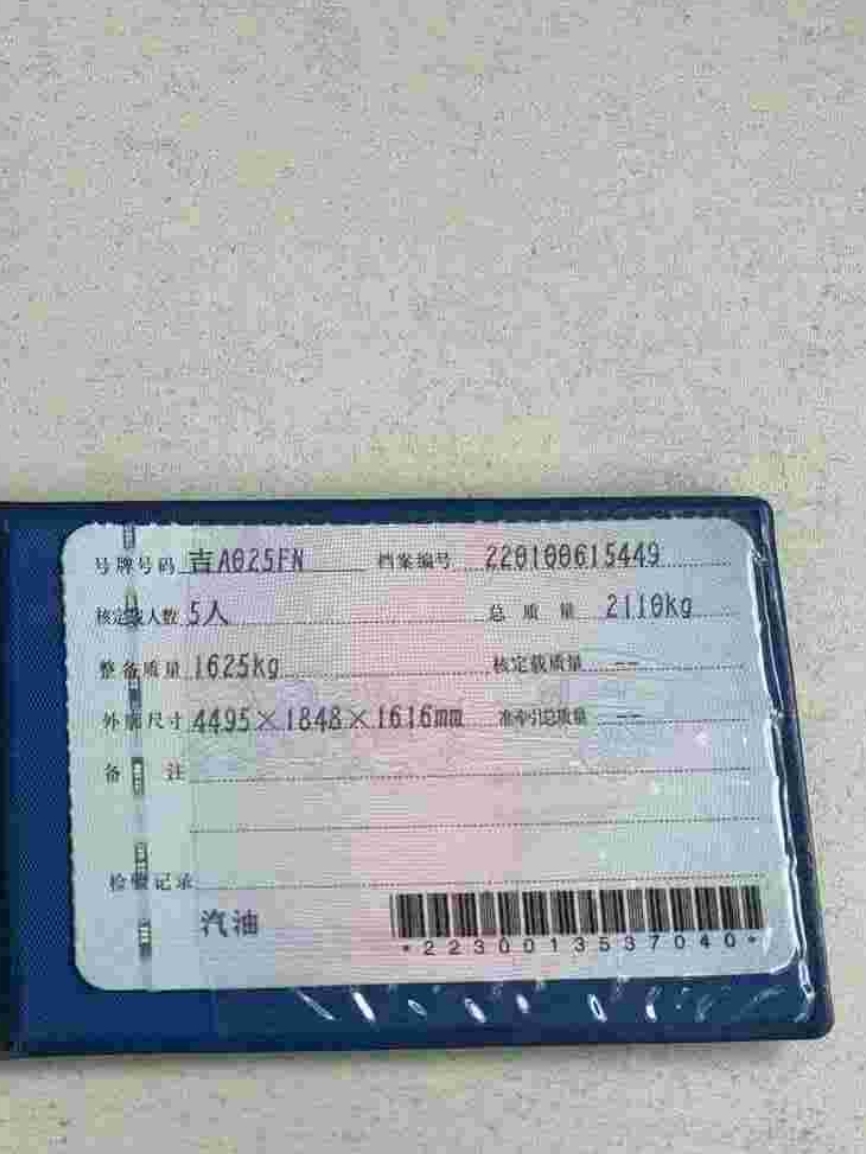 号牌号码 吉A025FN 档案编号 220100615449
核定载人数 5人 总质量 2110kg
整备质量 1625kg 核定载质量 --
外廓尺寸 4495×1848×1616mm 准牵引总质量 --
备注
检验记录
汽油
*2230013537040*